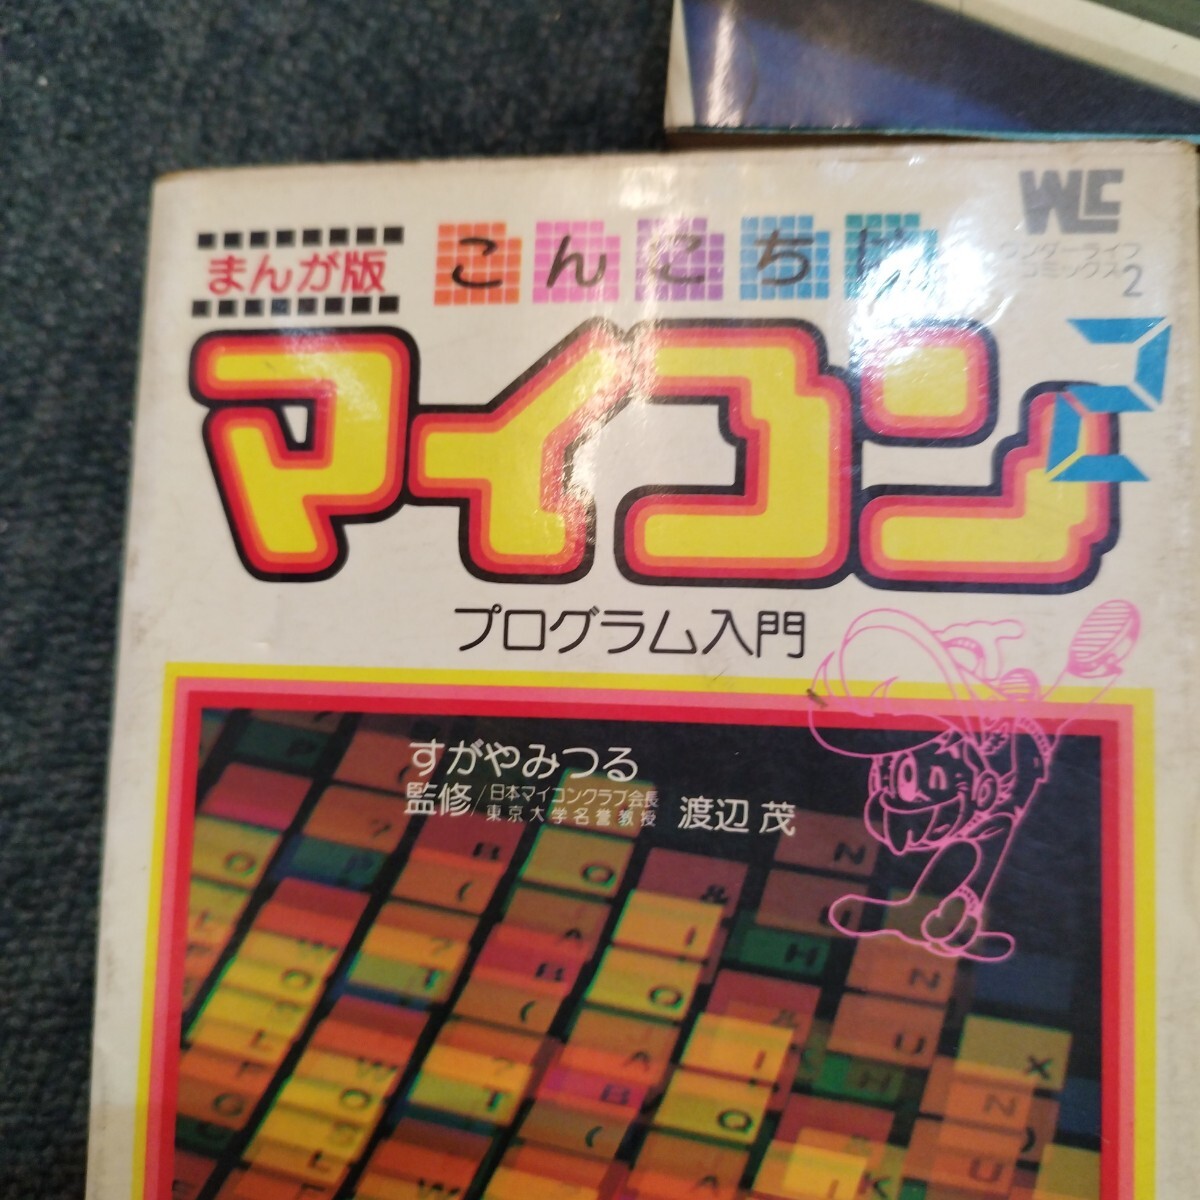 まんが版
こんにちは
マイコン2
WLC
ワンダーライフ
コミックス2
プログラム入門
すがやみつる
監修/日本マイコンクラブ会長
東京大学名誉教授 渡辺 茂